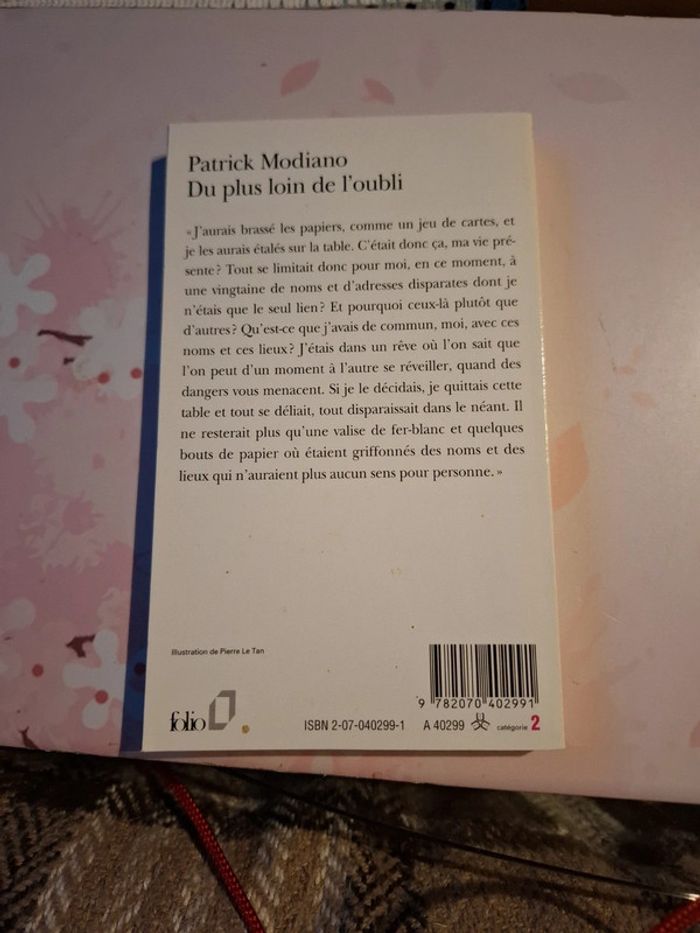 Patrick Modiano
Du plus loin de l'oubli
« J'aurais brassé les papiers, comme un jeu de cartes, et
je les aurais étalés sur la table. C'était donc ça, ma vie pré-
sente ? Tout se limitait donc pour moi, en ce moment, à
une vingtaine de noms et d'adresses disparates dont je
n'étais que le seul lien ? Et pourquoi ceux-là plutôt que
d'autres ? Qu'est-ce que j'avais de commun, moi, avec ces
noms et ces lieux ? J'étais dans un rêve où l'on sait que
l'on peut d'un moment à l'autre se réveiller, quand des
dangers vous menacent. Si je le décidais, je quittais cette
table et tout se déliait, tout disparaissait dans le néant. Il
ne resterait plus qu'une valise de fer-blanc et quelques
bouts de papier où étaient griffonnés des noms et des
lieux qui n'auraient plus aucun sens pour personne. »
Illustration de Pierre Le Tan
9 782070 402991
folio
ISBN 2-07-040299-1 A 40299 catégorie 2